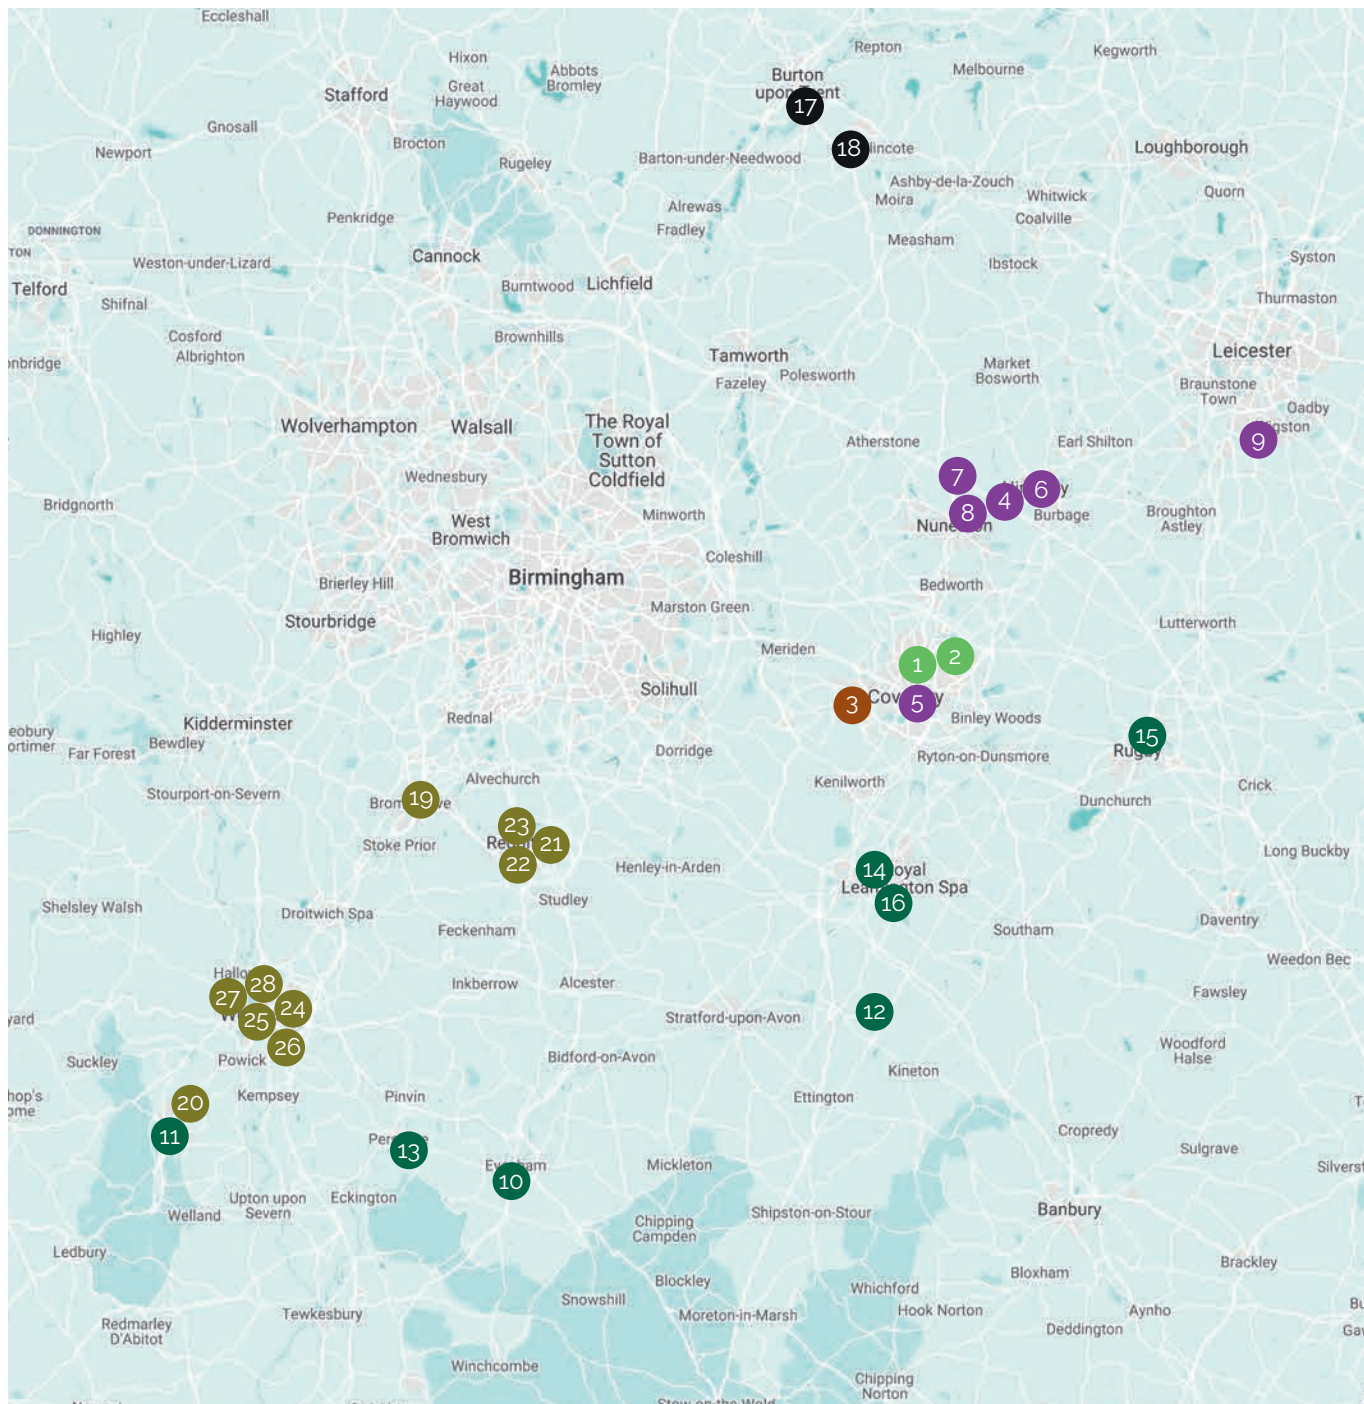 Eccleshall
Repton
Kegworth
Hixon
Abbots
Bromley
Melbourne
Burton
Great
Haywood
Stafford
17
Gnosall
Brocton
Newport
18
Loughborough
Barton-under-Needwood
Rugeley
Ashby-de-la-Zouch
Whitwick
Quorn
Moira
Alrewas
Penkridge
Coalville
DONNINGTON
Fradley
Measham
TON
Cannock
Syston
Weston-under-Lizard
Ibstock
Telford
Burntwood
Lichfield
Thurmaston
Shifnal
Cosford
Brownhills
Leicester
Albrighton
Tamworth
onbridge
Market
Bosworth
Polesworth
Fazeley
Braunstone
Town
Oadby
Wolverhampton
Walsall
The Royal
Town of
Sutton
Coldfield
Atherstone
Earl Shilton
9
Wednesbury
7
6
4
8
Bridgnorth
Minworth
Burbage
Broughton
Astley
West
Bromwich
Coleshill
Birmingham
Brierley Hill
Bedworth
Marston Green
Stourbridge
Highley
Lutterworth
Meriden
1
2
Solihull
3
5
Rednal
Binley Woods
Kidderminster
15
eobury
ortimer
Bewdley
Far Forest
Dorridge
Ryton-on-Dunsmore
Alvechurch
Kenilworth
Crick
Stourport-on-Severn
19
Dunchurch
23
21
Stoke Prior
22
Long Buckby
Henley-in-Arden
14
Studley
16
Shelsley Walsh
Droitwich Spa
Daventry
Feckenham
Southam
Weedon Bec
28
Inkberrow
Alcester
Fawsley
27
24
25
12
yard
Stratford-upon-Avon
26
Woodford
Halse
Suckley
Powick
Bidford-on-Avon
Kineton
hop's
ome
Kempsey
Pinvin
Ettington
20
11
Cropredy
13
Sulgrave
Mickleton
Silverst
10
Upton upon
Severn
Eckington
Welland
Shipston-on-Stour
Banbury
Chipping
Campden
Ledbury
Brackley
Bloxham
Blockley
Whichford
Snowshill
Moreton-in-Marsh
Hook Norton
Aynho
Tewkesbury
Redmarley
D'Abitot
Deddington
Winchcombe
Chipping
Norton